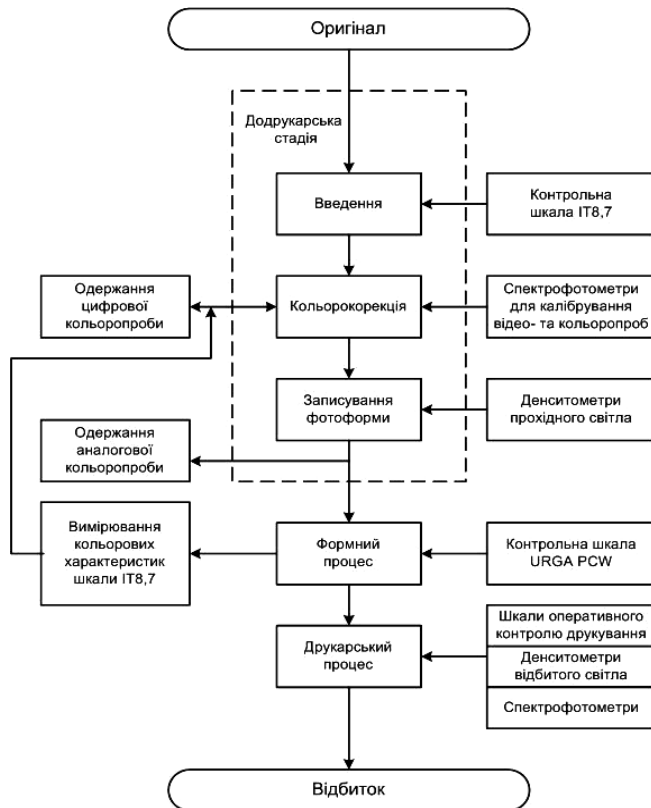 Оригінал
Додрукарська
стадія
Введення
Контрольна
шкала ІТ8,7
Одержання
цифрової
кольоропроби
Кольорокорекція
Спектрофотометри
для калібрування
відео- та кольоропроб
Записування
фотоформи
Денситометри
прохідного світла
Одержання
аналогової
кольоропроби
Вимірювання
кольорових
характеристик
шкали ІТ8,7
Формний
процес
Контрольна шкала
URGA PCW
Друкарський
процес
Шкали оперативного
контролю друкування
Денситометри
відбитого світла
Спектрофотометри
Відбиток